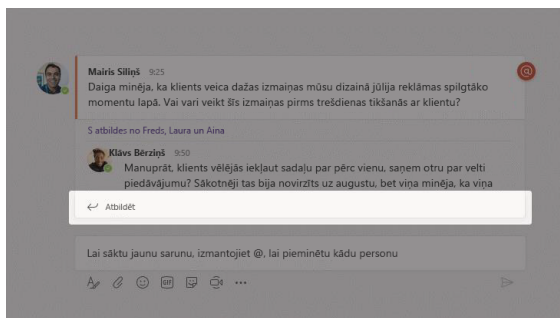 Mairis Siliņš 9:25
Daiga minēja, ka klients veica dažas izmaiņas mūsu dizainā jūlija reklāmas spilgtāko
momentu lapā. Vai vari veikt šīs izmaiņas pirms trešdienas tikšanās ar klientu?
S atbildes no Freds, Laura un Aina
Klāvs Bērziņš 9:50
Manuprāt, klients vēlējās iekļaut sadaļu par pērc vienu, saņem otru par velti
piedāvājumu? Sākotnēji tas bija novirzīts uz augustu, bet viņa minēja, ka viņa
Atbildēt
Lai sāktu jaunu sarunu, izmantojiet @, lai pieminētu kādu personu
GIF